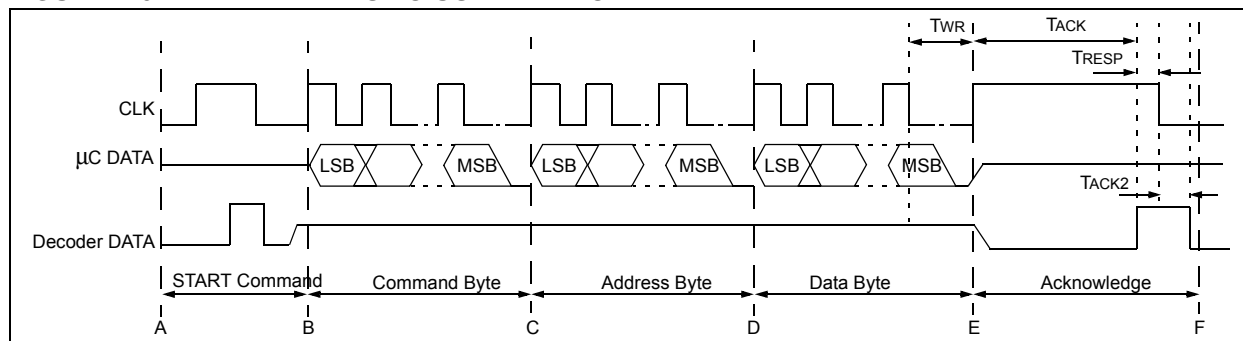 TWR
TACK
TRESP
CLK
µC DATA
LSB
MSB
LSB
MSB
LSB
MSB
TACK2
Decoder DATA
START Command
Command Byte
Address Byte
Data Byte
Acknowledge
A
B
C
D
E
F